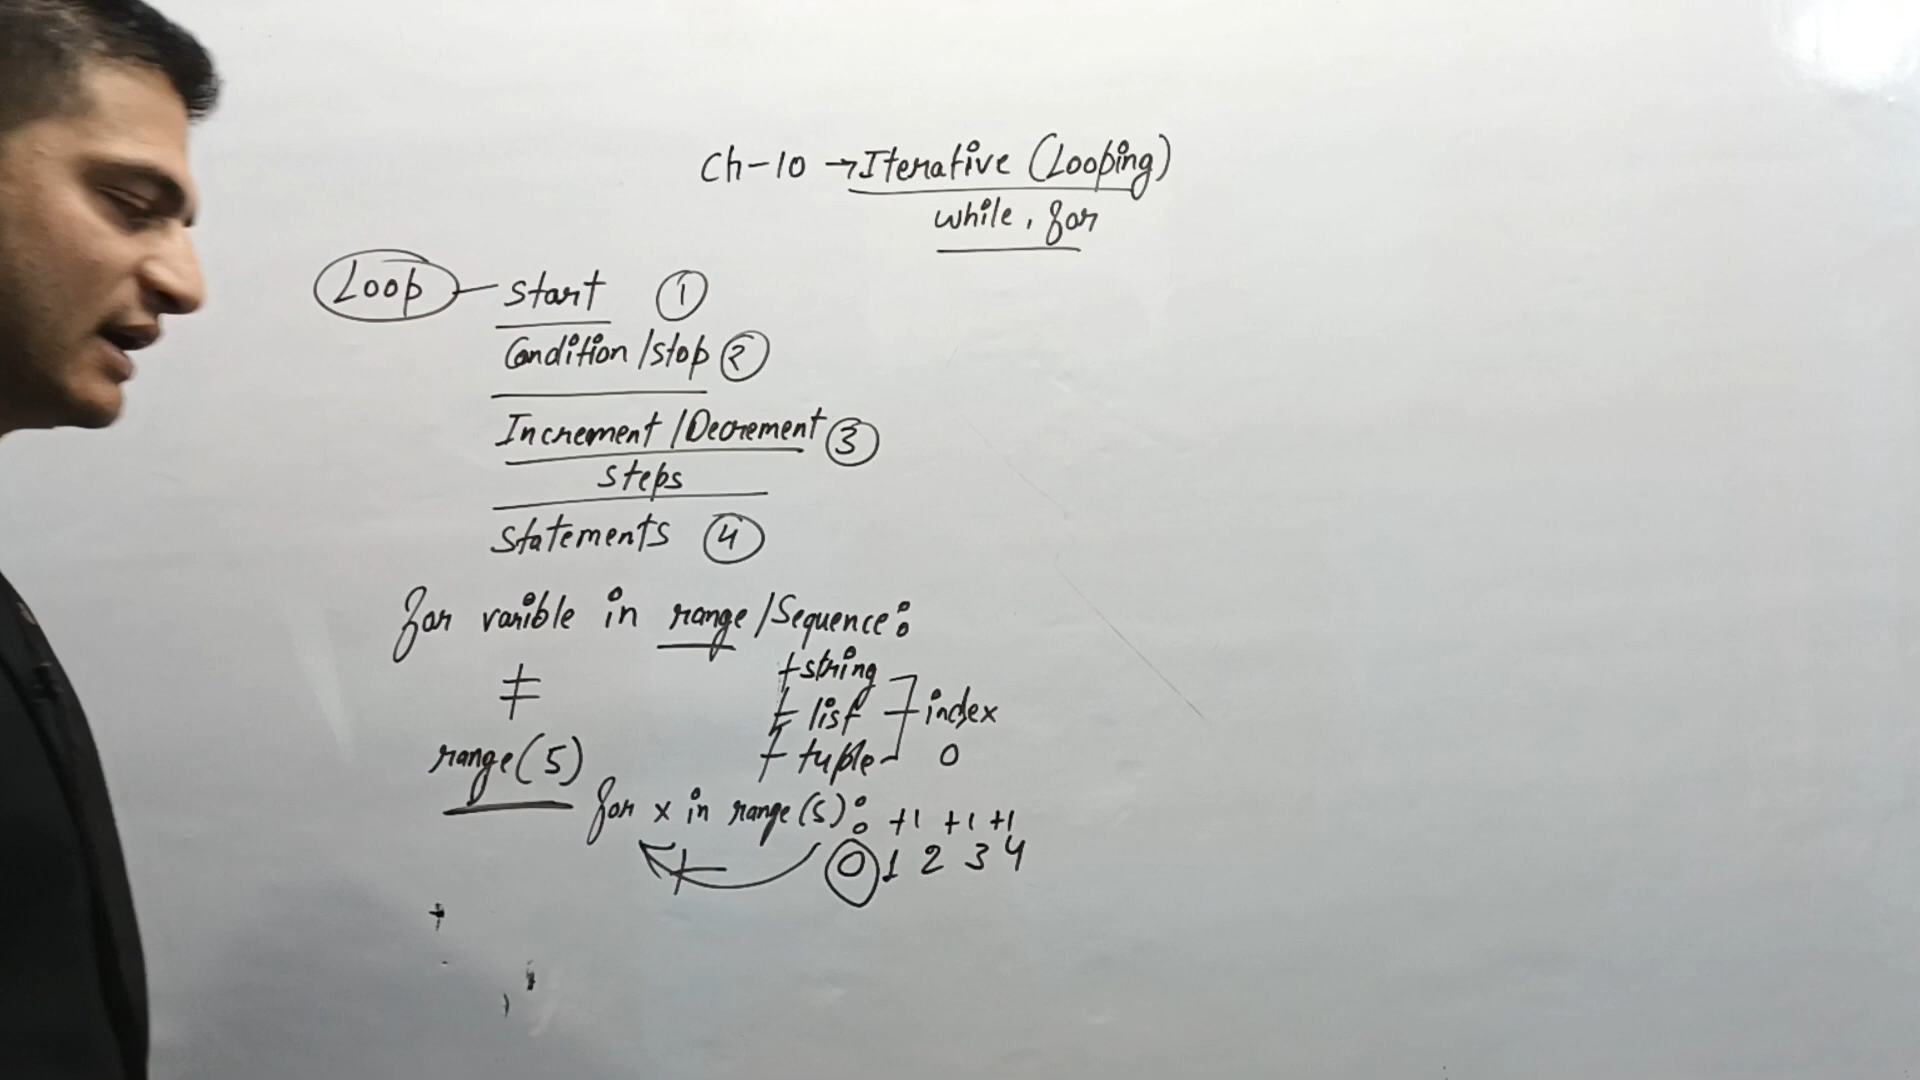 Ch-10 → Iterative (Looping)
while, for
Loop – start ①
Condition/stop ②
Increment/Decrement ③
steps
Statements ④
for varible in range/Sequence:
string
list index
≠
tuple 0
range(5)
for x in range(5): +1 +1 +1
0 1 2 3 4